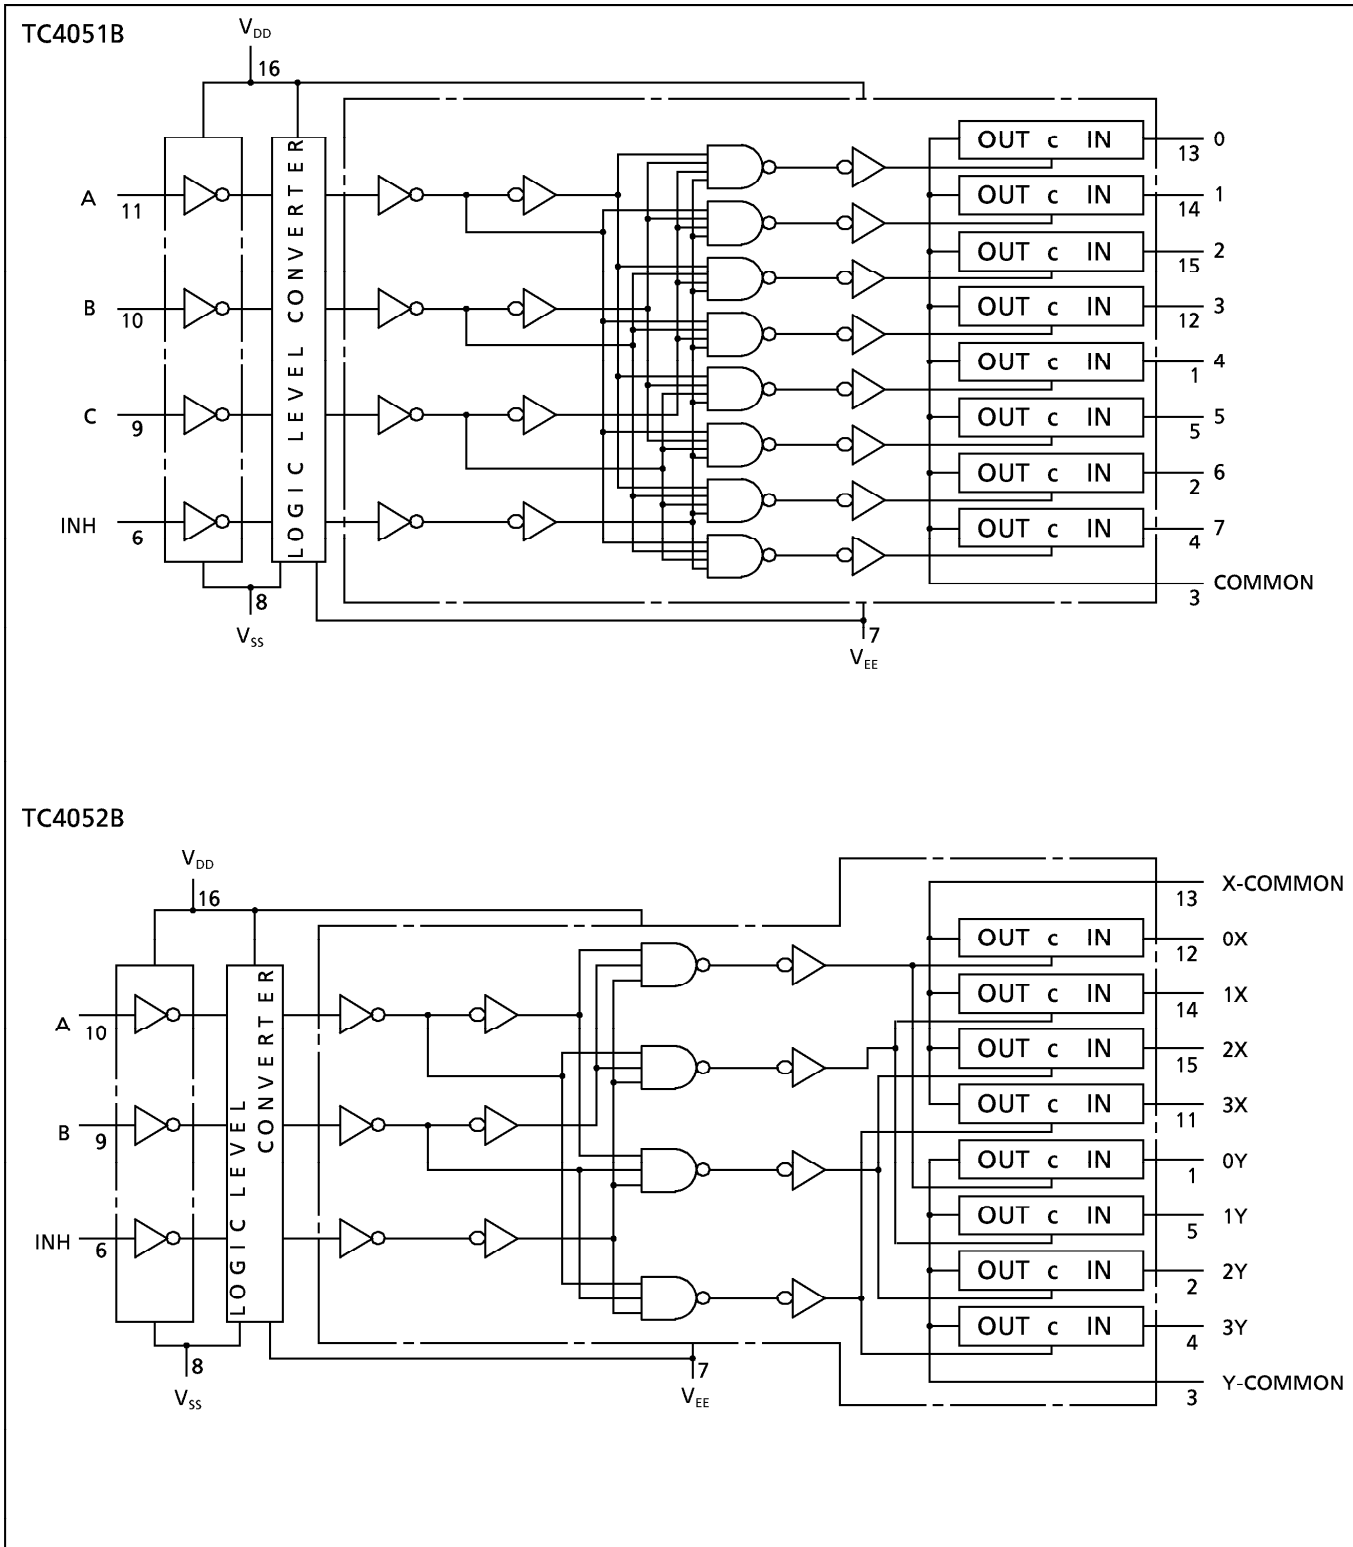 TC4051B
VDD
16
OUT c IN
0
13
A
11
OUT c IN
1
14
OUT c IN
2
15
B
10
OUT c IN
3
12
LOGIC LEVEL CONVERTER
OUT c IN
4
1
C
9
OUT c IN
5
5
OUT c IN
6
2
INH
6
OUT c IN
7
4
COMMON
3
8
VSS
7
VEE
TC4052B
VDD
16
X-COMMON
13
OUT c IN
0X
12
A
10
OUT c IN
1X
14
OUT c IN
2X
15
B
9
OUT c IN
3X
11
LOGIC LEVEL
CONVERTER
OUT c IN
0Y
1
OUT c IN
1Y
5
INH
6
OUT c IN
2Y
2
OUT c IN
3Y
4
8
VSS
7
VEE
Y-COMMON
3